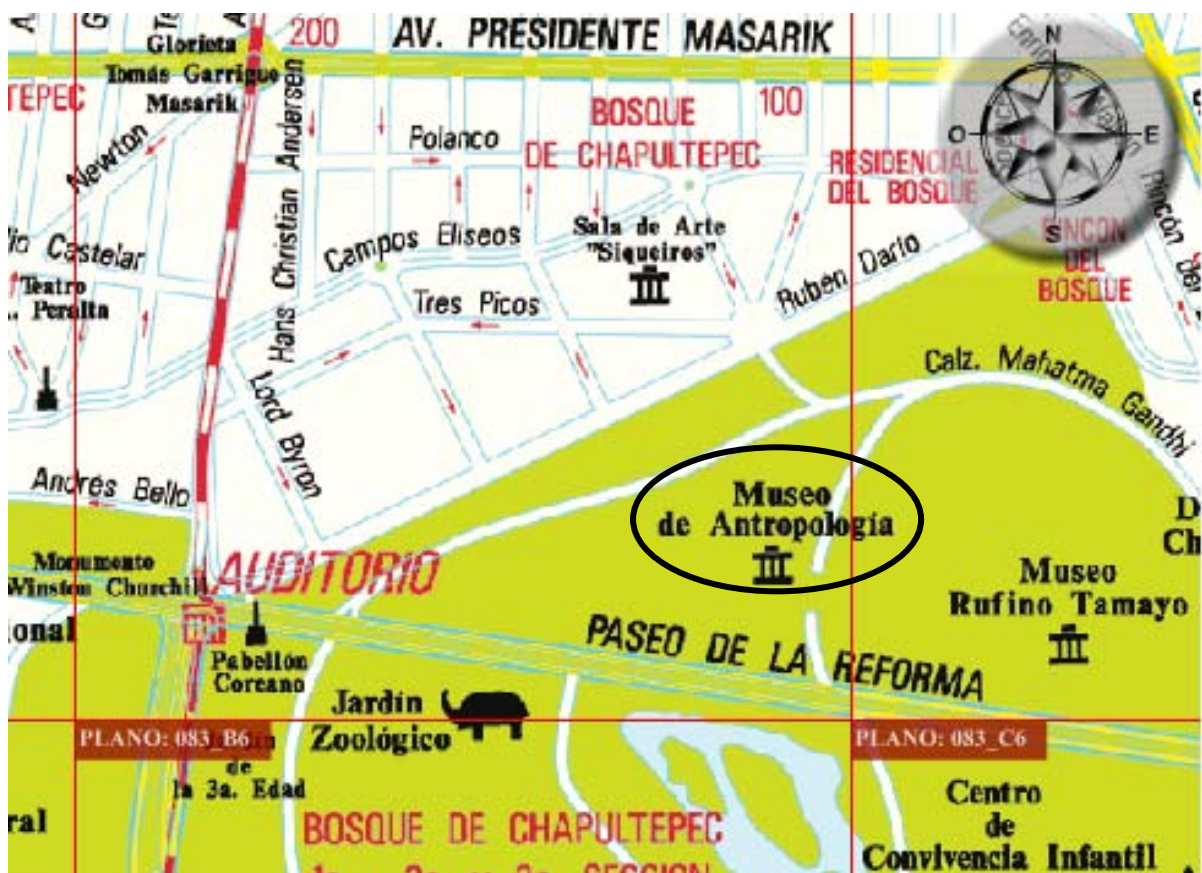 Glorieta
Tomás Garrigue
Masarik
200
AV. PRESIDENTE MASARIK
N
TEPEC
Newton
Hans Christian Andersen
Polanco
BOSQUE
DE CHAPULTEPEC
100
RESIDENCIAL
DEL BOSQUE
O
E
S
RINCON
DEL
BOSQUE
Rincón del
Castelar
Teatro
Peralta
Campos Eliseos
Sala de Arte
"Siqueiros"
Tres Picos
Rubén Darío
Lord Byron
Calz. Mahatma Gandhi
Andrés Bello
Museo
de Antropología
Monumento
Winston Churchill
AUDITORIO
Museo
Rufino Tamayo
Ch
onal
Pabellón
Coreano
PASEO DE LA REFORMA
Jardín
Zoológico
PLANO: 083_B6
PLANO: 083_C6
de
la 3a. Edad
ral
BOSQUE DE CHAPULTEPEC
Centro
de
Convivencia Infantil